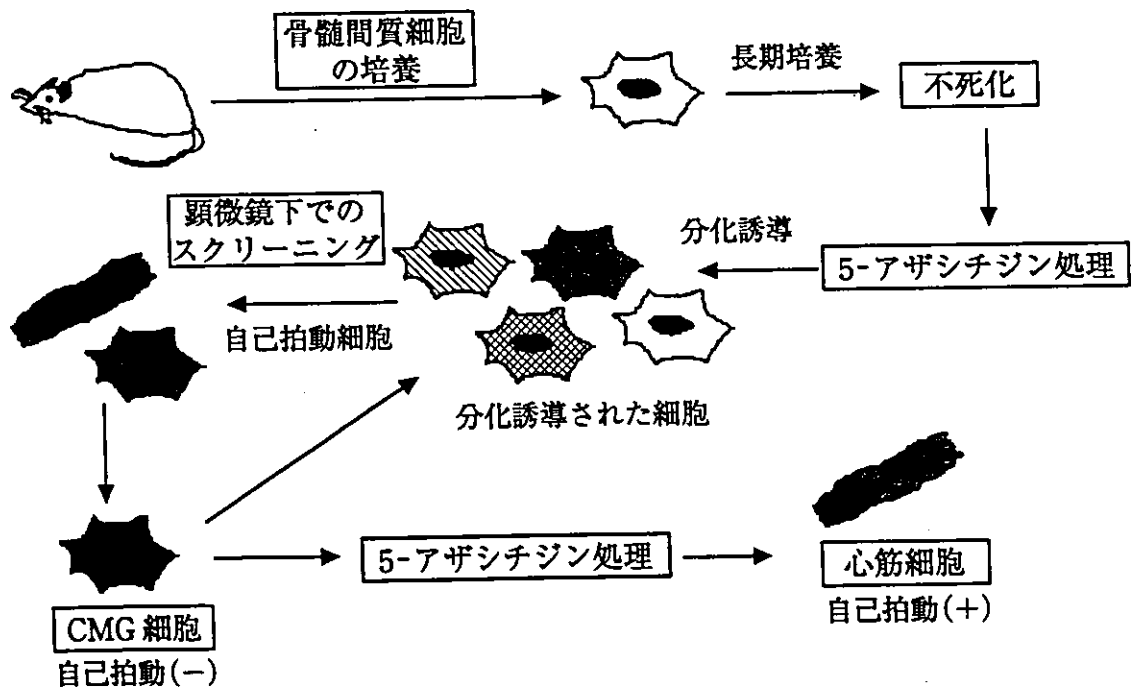 骨髄間質細胞
の培養
長期培養
不死化
顕微鏡下での
スクリーニング
分化誘導
5-アザシチジン処理
自己拍動細胞
分化誘導された細胞
5-アザシチジン処理
心筋細胞
自己拍動(+)
CMG 細胞
自己拍動(-)